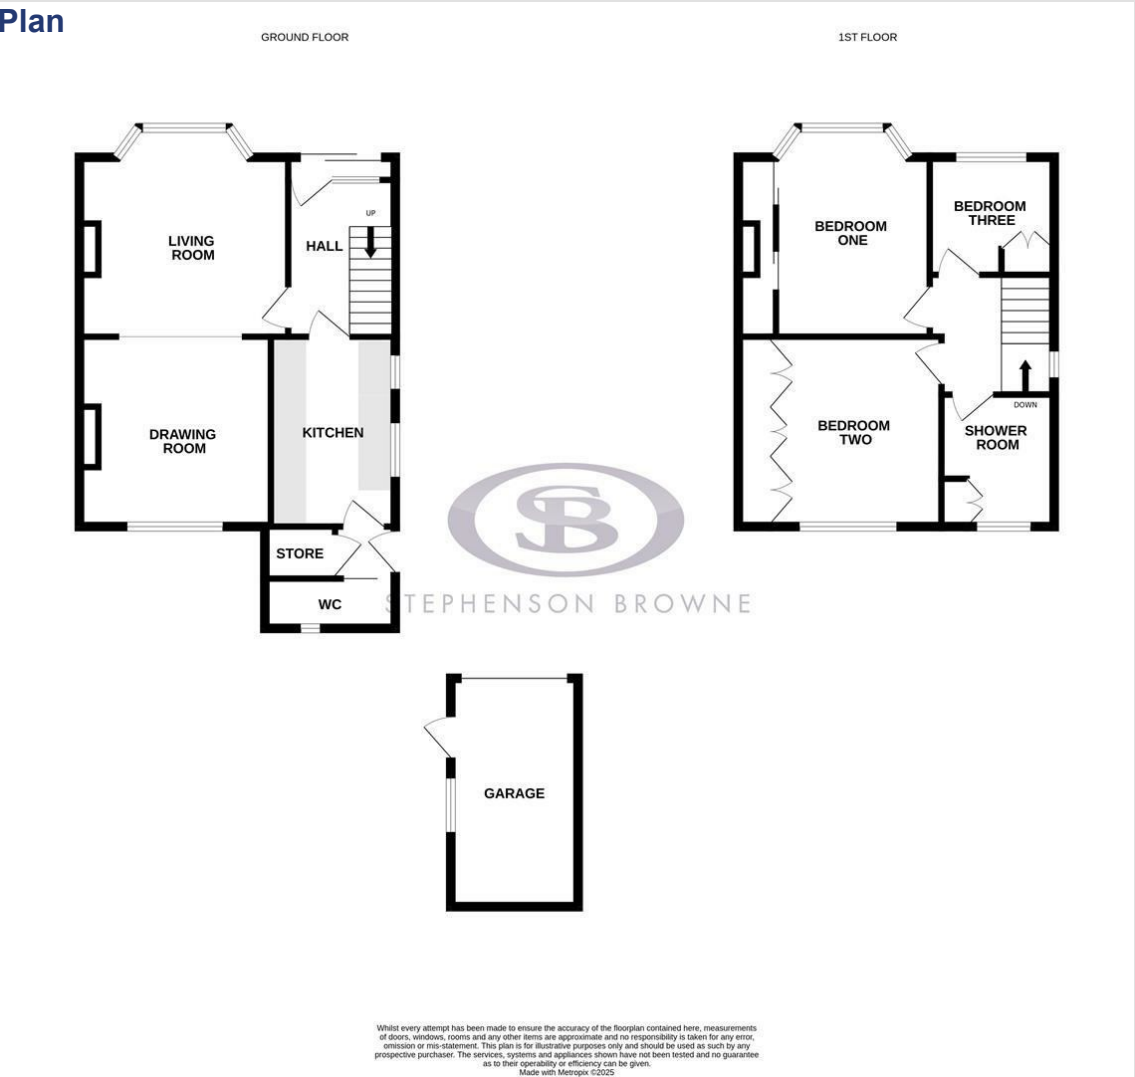 Plan
GROUND FLOOR
1ST FLOOR
LIVING
ROOM
HALL
UP
DRAWING
ROOM
KITCHEN
STORE
WC
BEDROOM
ONE
BEDROOM
THREE
BEDROOM
TWO
DOWN
SHOWER
ROOM
SB
STEPHENSON BROWNE
GARAGE
Whilst every attempt has been made to ensure the accuracy of the floorplan contained here, measurements
of doors, windows, rooms and any other items are approximate and no responsibility is taken for any error,
omission or mis-statement. This plan is for illustrative purposes only and should be used as such by any
prospective purchaser. The services, systems and appliances shown have not been tested and no guarantee
as to their operability or efficiency can be given.
Made with Metropix ©2025